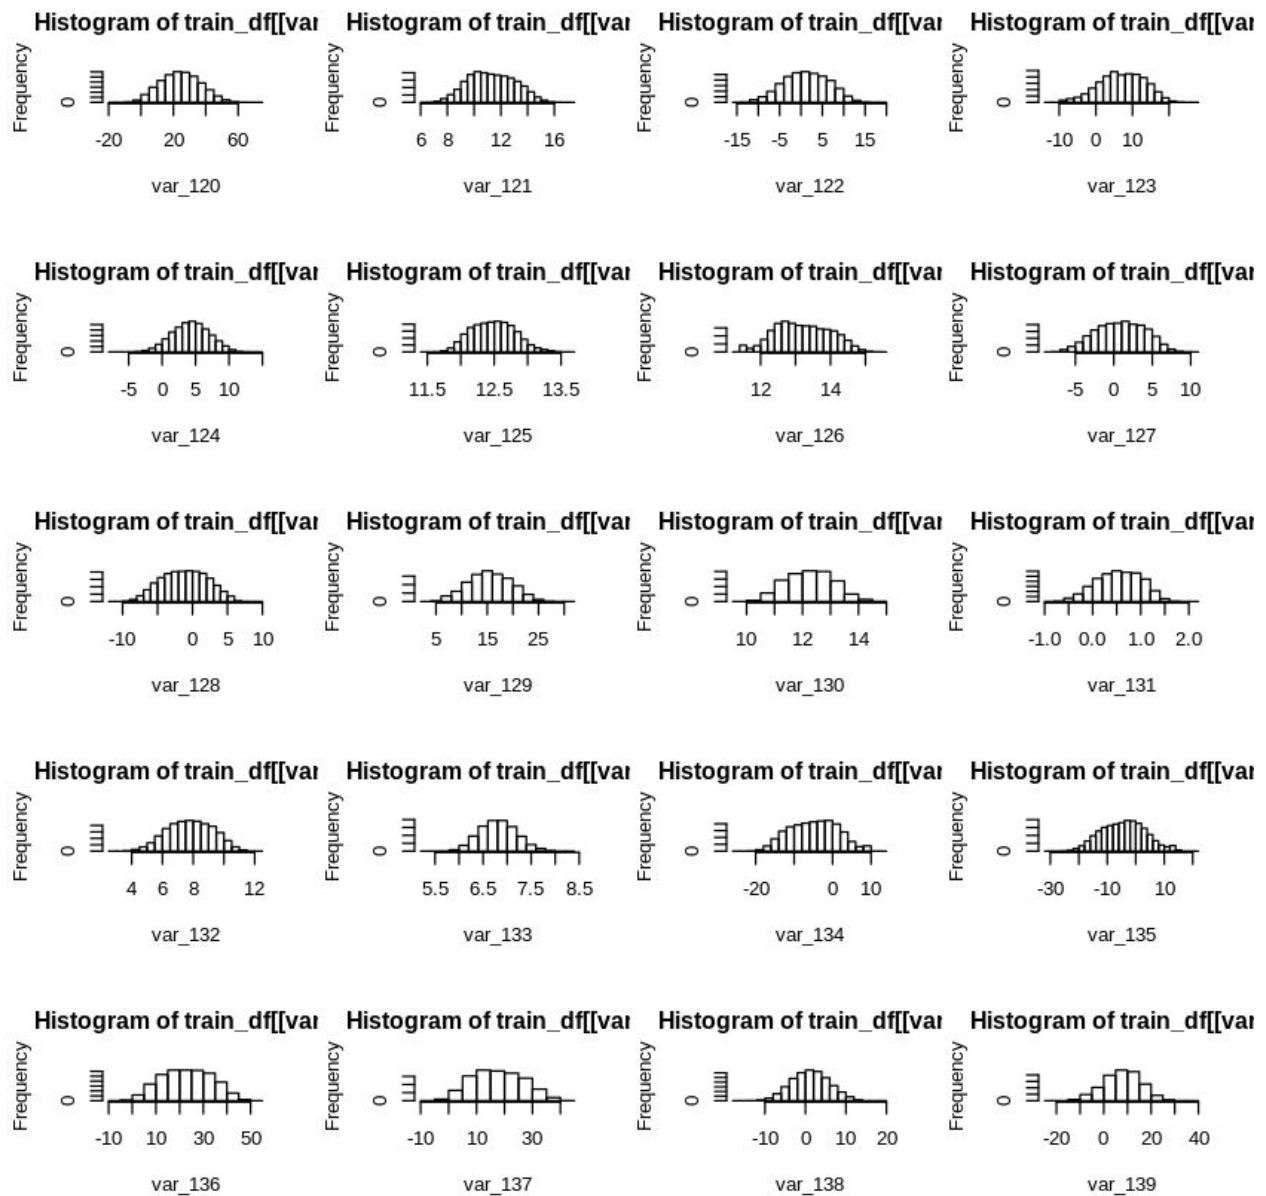 Histogram of train_df[[var Histogram of train_df[[var Histogram of train_df[[var Histogram of train_df[[var
Frequency 0 Frequency 0 Frequency 0 Frequency 0
-20 20 60 6 8 12 16 -15 -5 5 15 -10 0 10
var_120 var_121 var_122 var_123
Histogram of train_df[[var Histogram of train_df[[var Histogram of train_df[[var Histogram of train_df[[var
Frequency 0 Frequency 0 Frequency 0 Frequency 0
-5 0 5 10 11.5 12.5 13.5 12 14 -5 0 5 10
var_124 var_125 var_126 var_127
Histogram of train_df[[var Histogram of train_df[[var Histogram of train_df[[var Histogram of train_df[[var
Frequency 0 Frequency 0 Frequency 0 Frequency 0
-10 0 5 10 5 15 25 10 12 14 -1.0 0.0 1.0 2.0
var_128 var_129 var_130 var_131
Histogram of train_df[[var Histogram of train_df[[var Histogram of train_df[[var Histogram of train_df[[var
Frequency 0 Frequency 0 Frequency 0 Frequency 0
4 6 8 12 5.5 6.5 7.5 8.5 -20 0 10 -30 -10 10
var_132 var_133 var_134 var_135
Histogram of train_df[[var Histogram of train_df[[var Histogram of train_df[[var Histogram of train_df[[var
Frequency 0 Frequency 0 Frequency 0 Frequency 0
-10 10 30 50 -10 10 30 -10 0 10 20 -20 0 20 40
var_136 var_137 var_138 var_139